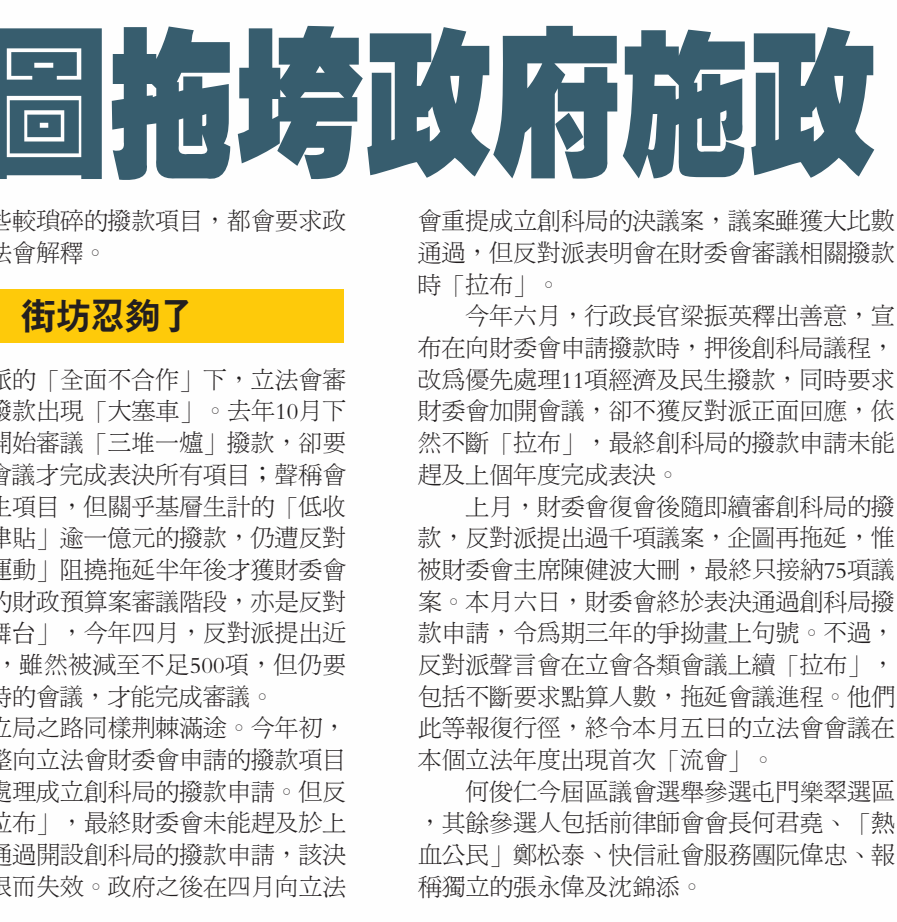 圖拖垮政府施政
些較瑣碎的撥款項目，都會要求政
法會解釋。
街坊忍夠了
派的「全面不合作」下，立法會審
撥款出現「大塞車」。去年10月下
開始審議「三堆一爐」撥款，卻要
會議才完成表決所有項目；聲稱會
生項目，但關乎基層生計的「低收
津貼」逾一億元的撥款，仍遭反對
運動」阻撓拖延半年後才獲財委會
的財政預算案審議階段，亦是反對
舞台」，今年四月，反對派提出近
，雖然被減至不足500項，但仍要
時的會議，才能完成審議。
立局之路同樣荆棘滿途。今年初，
整向立法會財委會申請的撥款項目
處理成立創科局的撥款申請。但反
拉布」，最終財委會未能趕及於上
通過開設創科局的撥款申請，該決
限而失效。政府之後在四月向立法
會重提成立創科局的決議案，議案雖獲大比數
通過，但反對派表明會在財委會審議相關撥款
時「拉布」。
今年六月，行政長官梁振英釋出善意，宣
布在向財委會申請撥款時，押後創科局議程，
改爲優先處理11項經濟及民生撥款，同時要求
財委會加開會議，卻不獲反對派正面回應，依
然不斷「拉布」，最終創科局的撥款申請未能
趕及上個年度完成表決。
上月，財委會復會後隨即續審創科局的撥
款，反對派提出過千項議案，企圖再拖延，惟
被財委會主席陳健波大刪，最終只接納75項議
案。本月六日，財委會終於表決通過創科局撥
款申請，令爲期三年的爭拗畫上句號。不過，
反對派聲言會在立會各類會議上續「拉布」，
包括不斷要求點算人數，拖延會議進程。他們
此等報復行徑，終令本月五日的立法會會議在
本個立法年度出現首次「流會」。
何俊仁今屆區議會選舉參選屯門樂翠選區
，其餘參選人包括前律師會會長何君堯、「熱
血公民」鄭松泰、快信社會服務團阮偉忠、報
稱獨立的張永偉及沈錦添。